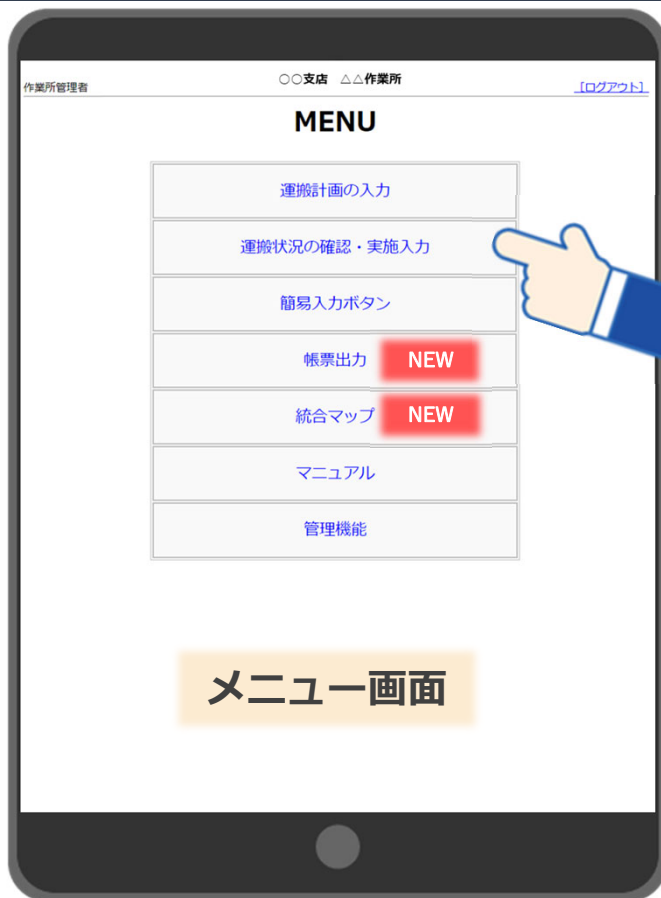 作業所管理者
○○支店 △△作業所
[ログアウト]
MENU
運搬計画の入力
運搬状況の確認・実施入力
簡易入力ボタン
帳票出力 NEW
統合マップ NEW
マニュアル
管理機能
メニュー画面